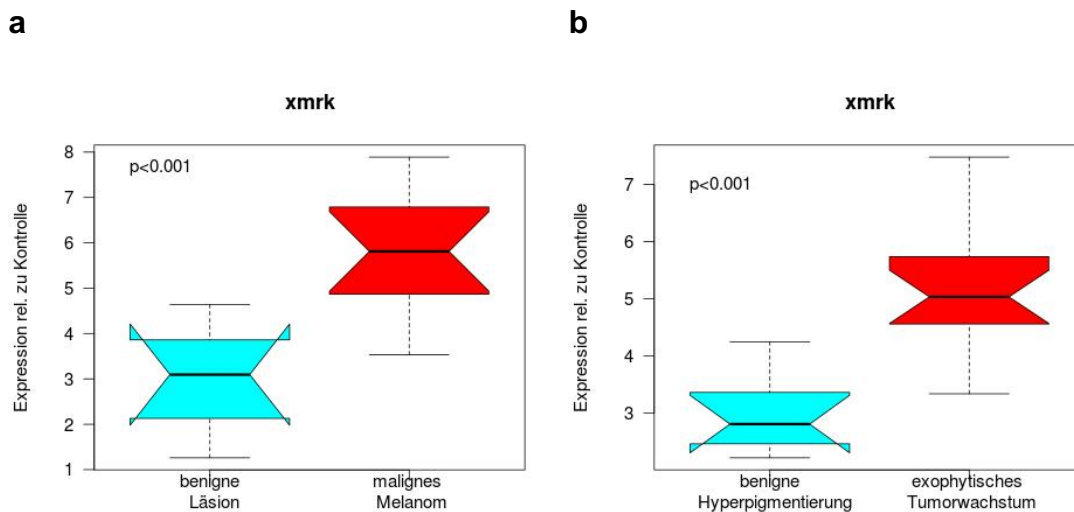 a
xmrk
Expression rel. zu Kontrolle
8
7
6
5
4
3
2
1
p<0.001
benigne
Läsion
malignes
Melanom
b
xmrk
Expression rel. zu Kontrolle
7
6
5
4
3
p<0.001
benigne
Hyperpigmentierung
exophytisches
Tumorwachstum